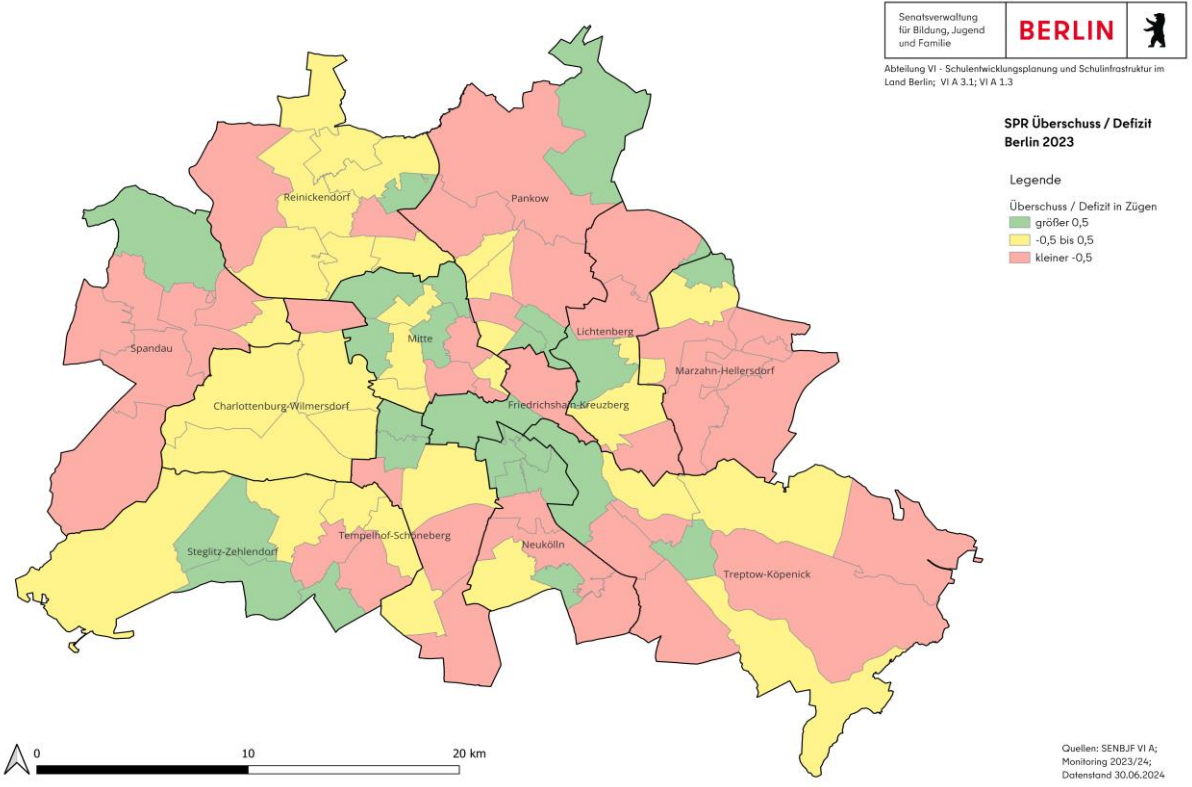 Senatsverwaltung
für Bildung, Jugend
und Familie
BERLIN
Abteilung VI - Schulentwicklungsplanung und Schulinfrastruktur im
Land Berlin; VI A 3.1; VI A 1.3
SPR Überschuss / Defizit
Berlin 2023
Legende
Überschuss / Defizit in Zügen
größer 0,5
-0,5 bis 0,5
kleiner -0,5
Reinickendorf
Pankow
Lichtenberg
Mitte
Spandau
Marzahn-Hellersdorf
Charlottenburg-Wilmersdorf
Friedrichshain-Kreuzberg
Tempelhof-Schöneberg
Neukölln
Steglitz-Zehlendorf
Treptow-Köpenick
0 10 20 km
Quellen: SENBJF VI A;
Monitoring 2023/24;
Datenstand 30.06.2024